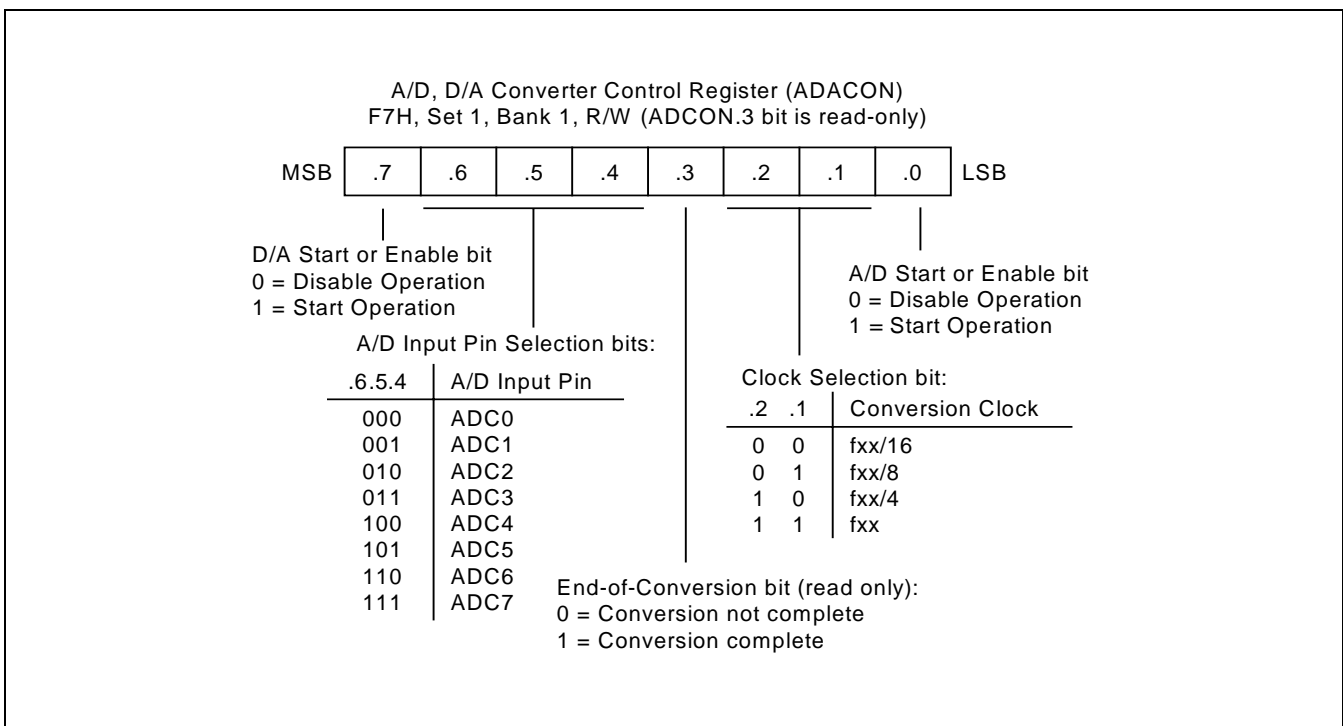 A/D, D/A Converter Control Register (ADACON)
F7H, Set 1, Bank 1, R/W (ADCON.3 bit is read-only)
MSB .7 .6 .5 .4 .3 .2 .1 .0 LSB
D/A Start or Enable bit
0 = Disable Operation
1 = Start Operation
A/D Start or Enable bit
0 = Disable Operation
1 = Start Operation
A/D Input Pin Selection bits:
.6.5.4 A/D Input Pin
000 ADC0
001 ADC1
010 ADC2
011 ADC3
100 ADC4
101 ADC5
110 ADC6
111 ADC7
Clock Selection bit:
.2 .1 Conversion Clock
0 0 fxx/16
0 1 fxx/8
1 0 fxx/4
1 1 fxx
End-of-Conversion bit (read only):
0 = Conversion not complete
1 = Conversion complete